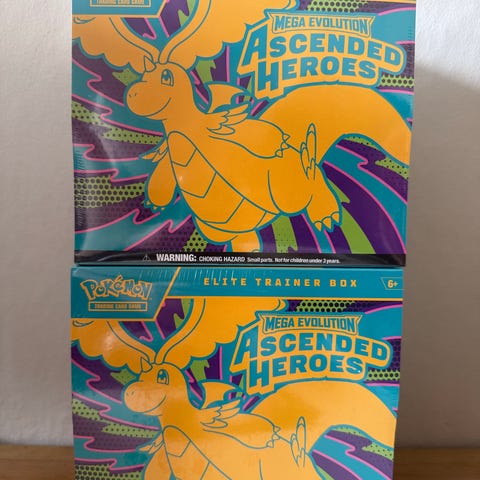 TRADING CARD GAME
MEGA EVOLUTION
ASCENDED
HEROES
WARNING: CHOKING HAZARD Small parts. Not for children under 3 years.
POKÉMON
TRADING CARD GAME
ELITE TRAINER BOX
6+
MEGA EVOLUTION
ASCENDED
HEROES